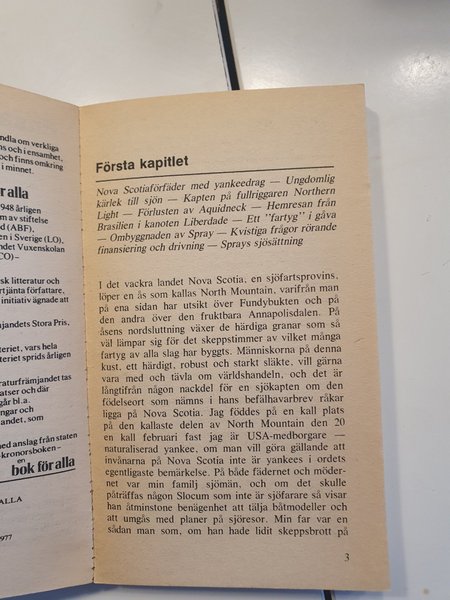 ndla om verkliga
ns och i ensamhet,
och finns omkring
i minnet.
r alla
1948 årligen
m av stiftelse
d (ABF),
en i Sverige (LO),
ndet Vuxenskolan
CO) –
sk litteratur och
rtjänta författare,
initiativ ägnade att
mjandets Stora Pris,
teriet, vars hela
teriet sprids årligen
raturfrämjandet tas
atser och där
går bl.a.
ngar och
andet, som
med anslag från staten
-kronorsboken –
en
bok för alla
ALLA
1977
Första kapitlet
Nova Scotiaförfäder med yankeedrag — Ungdomlig
kärlek till sjön — Kapten på fullriggaren Northern
Light — Förlusten av Aquidneck — Hemresan från
Brasilien i kanoten Liberdade — Ett "fartyg" i gåva
— Ombyggnaden av Spray — Kvistiga frågor rörande
finansiering och drivning — Sprays sjösättning
I det vackra landet Nova Scotia, en sjöfartsprovins,
löper en ås som kallas North Mountain, varifrån man
på ena sidan har utsikt över Fundybukten och på
den andra över den fruktbara Annapolisdalen. På
åsens nordsluttning växer de härdiga granar som så
väl lämpar sig för det skeppstimmer av vilket många
fartyg av alla slag har byggts. Människorna på denna
kust, ett härdigt, robust och starkt släkte, vill gärna
vara med och tävla om världshandeln, och det är
långtifrån någon nackdel för en sjökapten om den
födelseort som nämns i hans befälhavarbrev råkar
ligga på Nova Scotia. Jag föddes på en kall plats
på den kallaste delen av North Mountain den 20
en kall februari fast jag är USA-medborgare —
naturaliserad yankee, om man vill göra gällande att
invånarna på Nova Scotia inte är yankees i ordets
egentligaste bemärkelse. På både fädernet och möder-
net var min familj sjömän, och om det skulle
påträffas någon Slocum som inte är sjöfarare så visar
han åtminstone benägenhet att tälja båtmodeller och
att umgås med planer på sjöresor. Min far var en
sådan man som, om han hade lidit skeppsbrott på
3